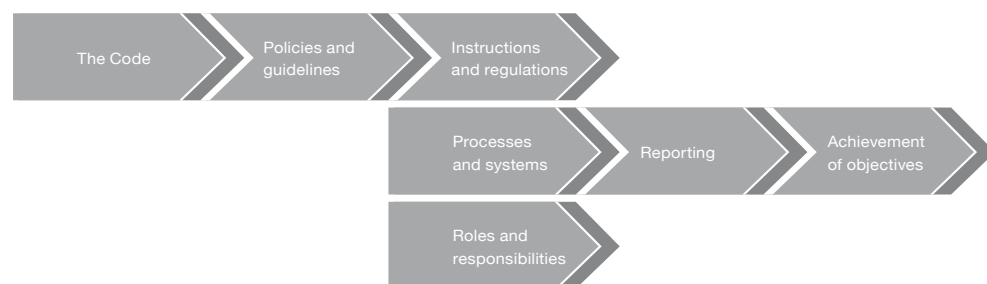 The Code
Policies and
guidelines
Instructions
and regulations
Processes
and systems
Reporting
Achievement
of objectives
Roles and
responsibilities